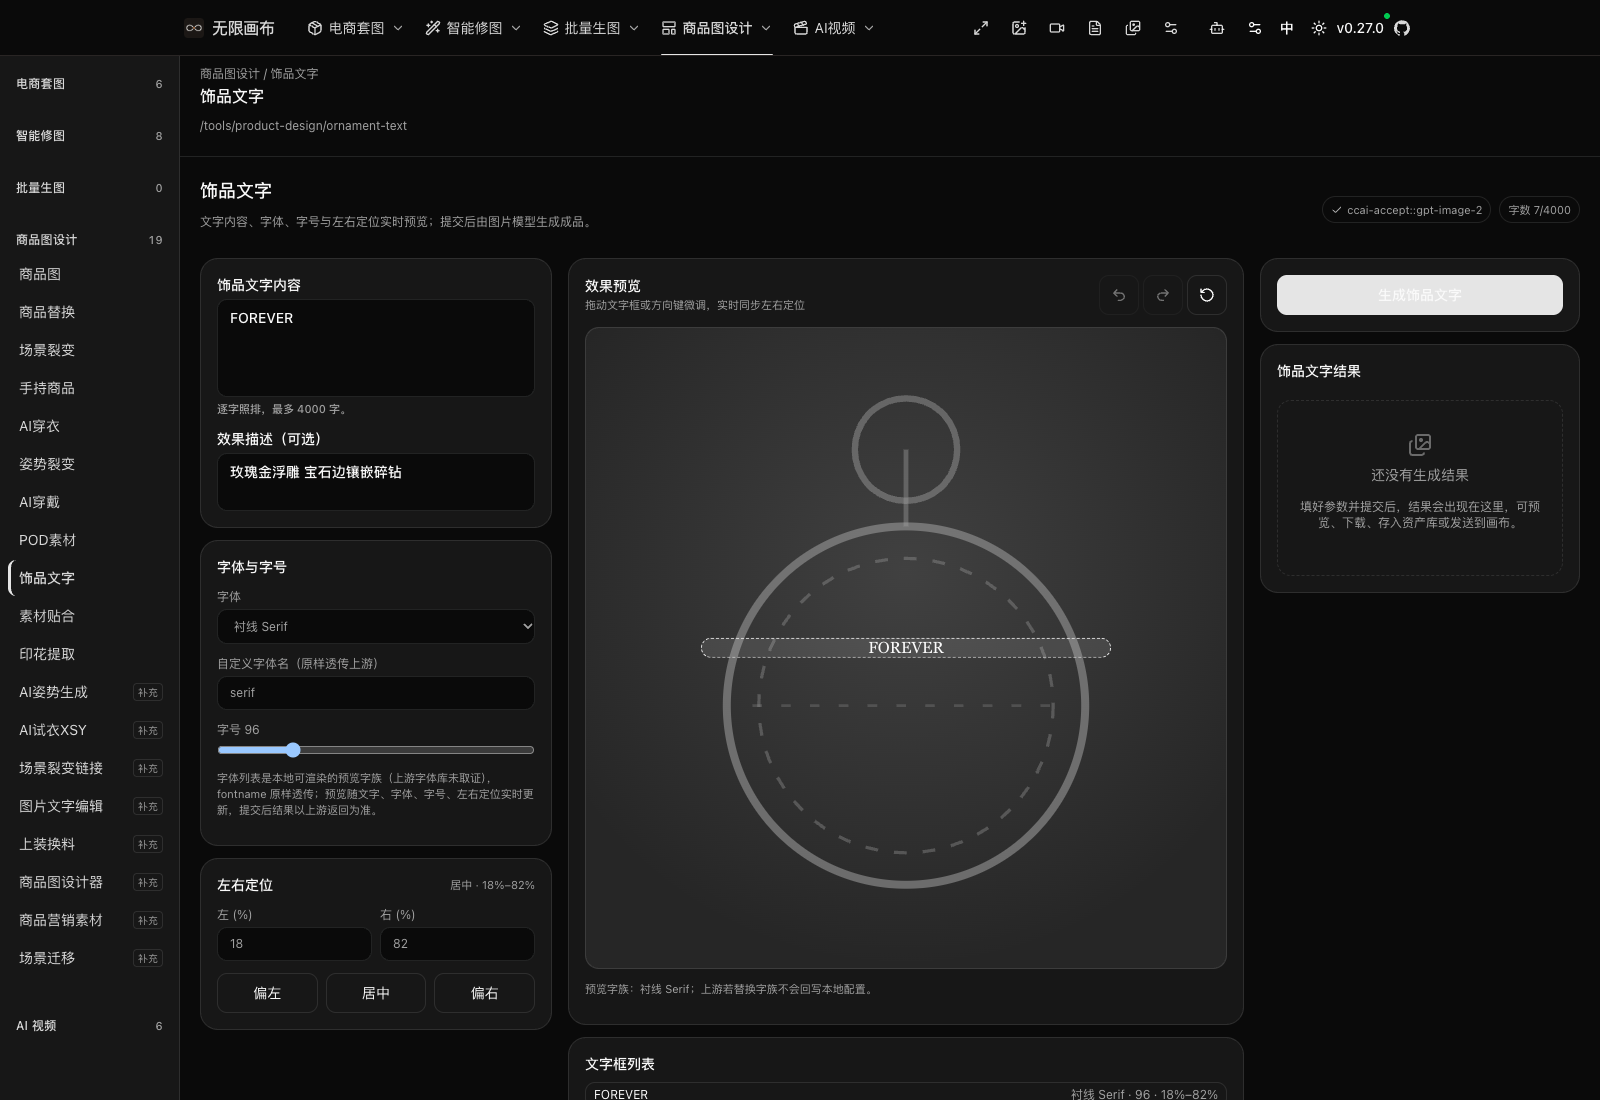 无限画布
电商套图
智能修图
批量生图
商品图设计
AI视频
中
v0.27.0
电商套图 6
智能修图 8
批量生图 0
商品图设计 19
商品图
商品替换
场景裂变
手持商品
AI穿衣
姿势裂变
AI穿戴
POD素材
饰品文字
素材贴合
印花提取
AI姿势生成 补充
AI试衣XSY 补充
场景裂变链接 补充
图片文字编辑 补充
上装换料 补充
商品图设计器 补充
商品营销素材 补充
场景迁移 补充
AI 视频 6
商品图设计 / 饰品文字
饰品文字
/tools/product-design/ornament-text
饰品文字
文字内容、字体、字号与左右定位实时预览；提交后由图片模型生成成品。
ccai-accept::gpt-image-2
字数 7/4000
饰品文字内容
FOREVER
逐字照排，最多 4000 字。
效果描述（可选）
玫瑰金浮雕 宝石边镶嵌碎钻
字体与字号
字体
衬线 Serif
自定义字体名（原样透传上游）
serif
字号 96
字体列表是本地可渲染的预览字族（上游字体库未取证），
fontname 原样透传；预览随文字、字体、字号、左右定位实时更
新，提交后结果以上游返回为准。
左右定位 居中 · 18%–82%
左 (%) 右 (%)
18 82
偏左 居中 偏右
效果预览
拖动文字框或方向键微调，实时同步左右定位
FOREVER
预览字族：衬线 Serif；上游若替换字族不会回写本地配置。
文字框列表
FOREVER 衬线 Serif · 96 · 18%–82%
生成饰品文字
饰品文字结果
还没有生成结果
填好参数并提交后，结果会出现在这里，可预
览、下载、存入资产库或发送到画布。